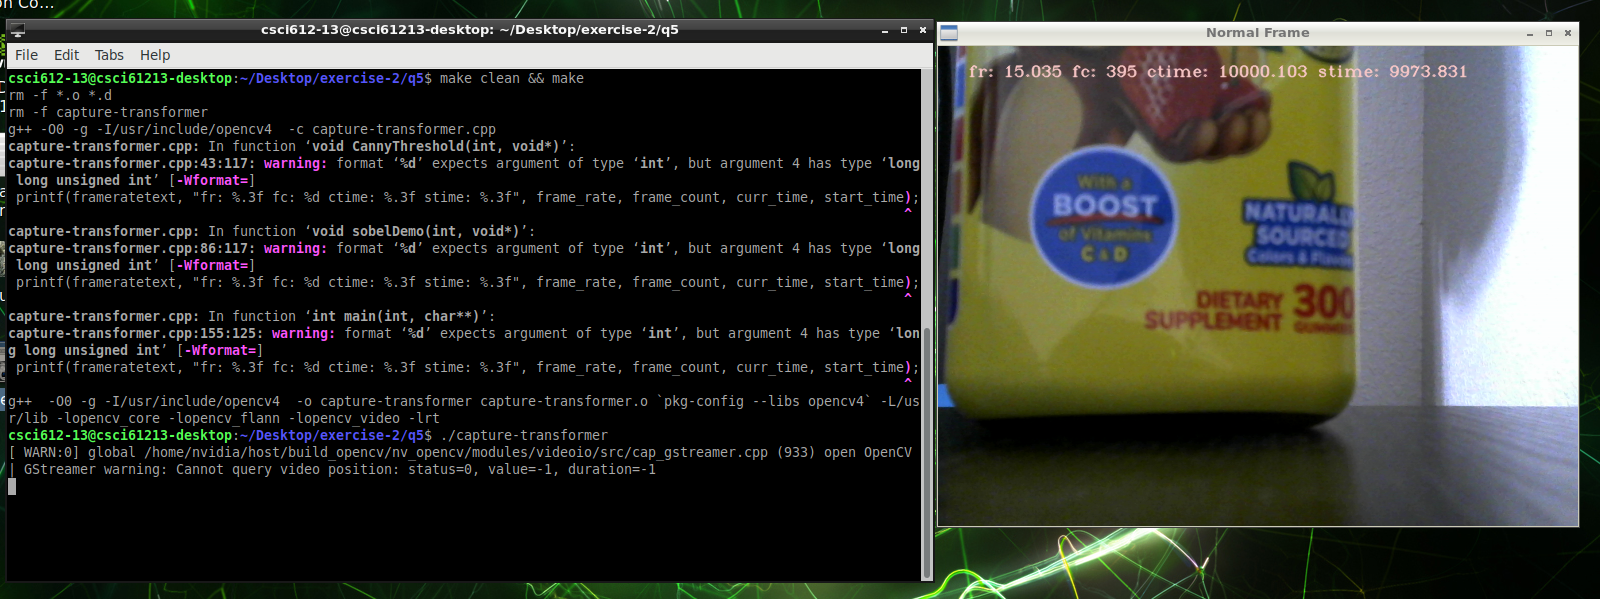 on Co...
csci612-13@csci61213-desktop: ~/Desktop/exercise-2/q5
File Edit Tabs Help
csci612-13@csci61213-desktop:~/Desktop/exercise-2/q5$ make clean && make
rm -f *.o *.d
rm -f capture-transformer
g++ -O0 -g -I/usr/include/opencv4  -c capture-transformer.cpp
capture-transformer.cpp: In function ‘void CannyThreshold(int, void*)’:
capture-transformer.cpp:43:117: warning: format ‘%d’ expects argument of type ‘int’, but argument 4 has type ‘long
long unsigned int’ [-Wformat=]
printf(frameratetext, "fr: %.3f fc: %d ctime: %.3f stime: %.3f", frame_rate, frame_count, curr_time, start_time);
^
capture-transformer.cpp: In function ‘void sobelDemo(int, void*)’:
capture-transformer.cpp:86:117: warning: format ‘%d’ expects argument of type ‘int’, but argument 4 has type ‘long
long unsigned int’ [-Wformat=]
printf(frameratetext, "fr: %.3f fc: %d ctime: %.3f stime: %.3f", frame_rate, frame_count, curr_time, start_time);
^
capture-transformer.cpp: In function ‘int main(int, char**)’:
capture-transformer.cpp:155:125: warning: format ‘%d’ expects argument of type ‘int’, but argument 4 has type ‘lon
g long unsigned int’ [-Wformat=]
printf(frameratetext, "fr: %.3f fc: %d ctime: %.3f stime: %.3f", frame_rate, frame_count, curr_time, start_time);
^
g++  -O0 -g -I/usr/include/opencv4  -o capture-transformer capture-transformer.o `pkg-config --libs opencv4` -L/us
r/lib -lopencv_core -lopencv_flann -lopencv_video -lrt
csci612-13@csci61213-desktop:~/Desktop/exercise-2/q5$ ./capture-transformer
[ WARN:0] global /home/nvidia/host/build_opencv/nv_opencv/modules/videoio/src/cap_gstreamer.cpp (933) open OpenCV
| GStreamer warning: Cannot query video position: status=0, value=-1, duration=-1
Normal Frame
fr: 15.035 fc: 395 ctime: 10000.103 stime: 9973.831
With a
BOOST
of Vitamins
C & D
NATURALLY
SOURCED
Colors & Flavors
DIETARY
SUPPLEMENT
300
GUMMIES